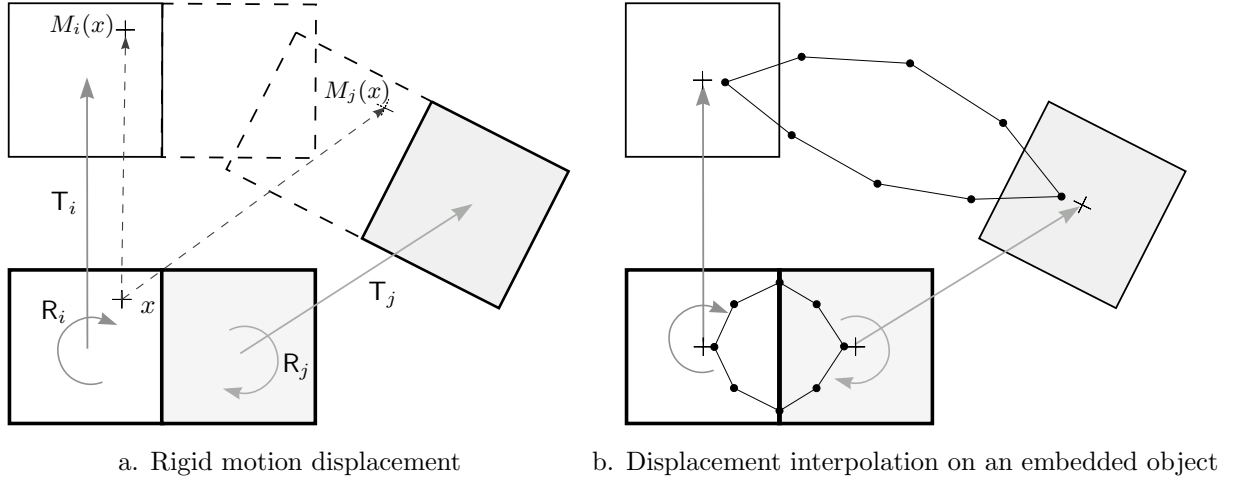 M_i(x)
M_j(x)
T_i
R_i
x
T_j
R_j
a. Rigid motion displacement
b. Displacement interpolation on an embedded object